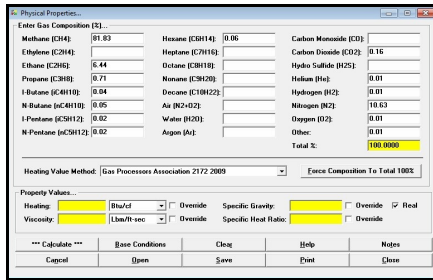 Physical Properties...
Enter Gas Composition (%)...
Methane (CH4): 81.83 Hexane (C6H14): 0.06 Carbon Monoxide (CO):
Ethylene (C2H4): Heptane (C7H16): Carbon Dioxide (CO2): 0.16
Ethane (C2H6): 6.44 Octane (C8H18): Hydro Sulfide (H2S):
Propane (C3H8): 0.71 Nonane (C9H20): Helium (He): 0.01
I-Butane (iC4H10): 0.04 Decane (C10H22): Hydrogen (H2): 0.01
N-Butane (nC4H10): 0.05 Air (N2+O2): Nitrogen (N2): 10.63
I-Pentane (iC5H12): 0.02 Water (H2O): Oxygen (O2): 0.01
N-Pentane (nC5H12): 0.02 Argon (Ar): Other: 0.01
Total %: 100.0000
Heating Value Method: Gas Processors Association 2172 2009 Force Composition To Total 100%
Property Values...
Heating: Btu/cf Override Specific Gravity: Override Real
Viscosity: Lbm/ft-sec Override Specific Heat Ratio: Override
*** Calculate *** Base Conditions Clear Help Notes
Cancel Open Save Print Close